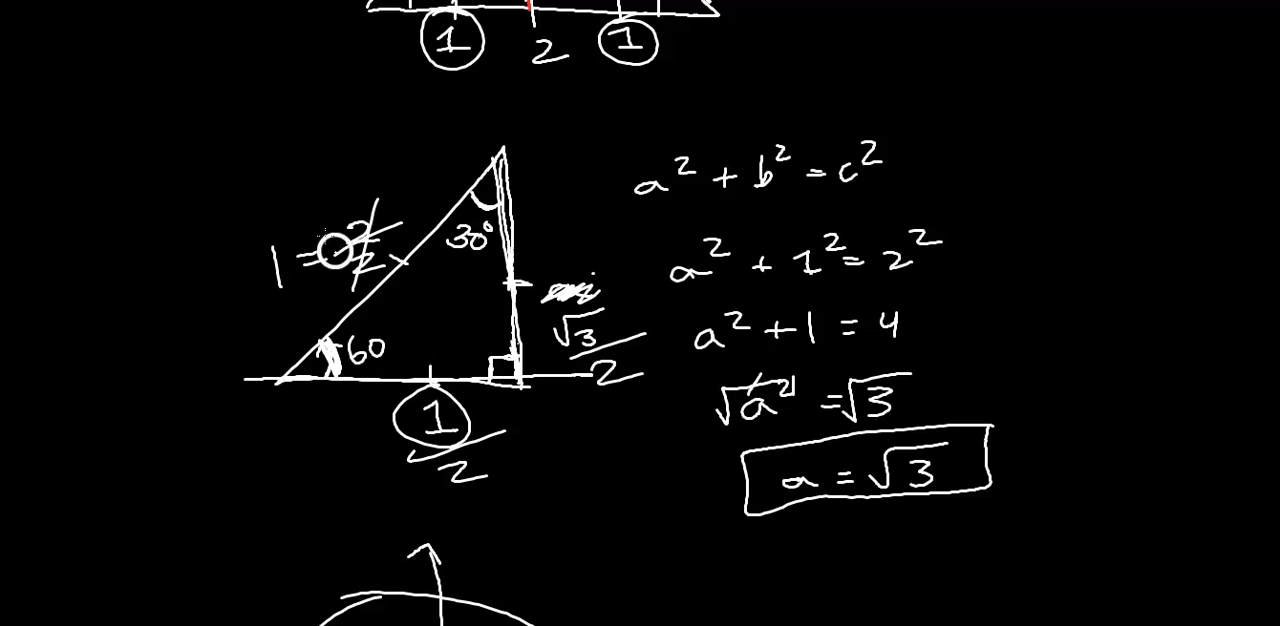 1 2 1
a² + b² = c²
30°
1 = 2/2
a² + 1² = 2²
√3/2
a² + 1 = 4
60
1/2
√a² = √3
a = √3